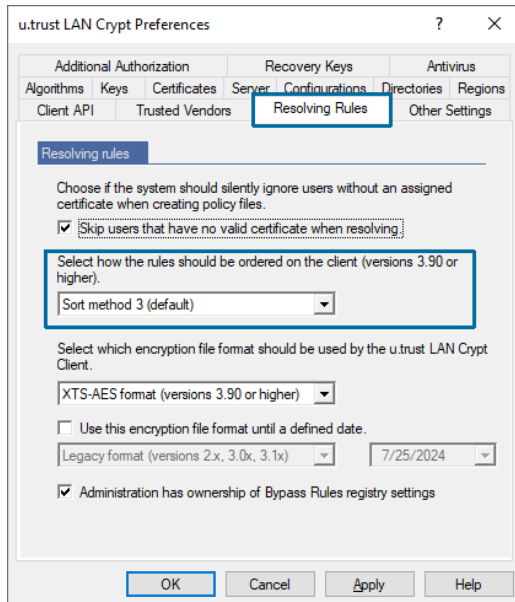 u.trust LAN Crypt Preferences ? ×
Additional Authorization Recovery Keys Antivirus
Algorithms Keys Certificates Server Configurations Directories Regions
Client API Trusted Vendors Resolving Rules Other Settings
Resolving rules
Choose if the system should silently ignore users without an assigned
certificate when creating policy files.
Skip users that have no valid certificate when resolving.
Select how the rules should be ordered on the client (versions 3.90 or
higher).
Sort method 3 (default)
Select which encryption file format should be used by the u.trust LAN Crypt
Client.
XTS-AES format (versions 3.90 or higher)
Use this encryption file format until a defined date.
Legacy format (versions 2.x, 3.0x, 3.1x) 7/25/2024
Administration has ownership of Bypass Rules registry settings
OK Cancel Apply Help